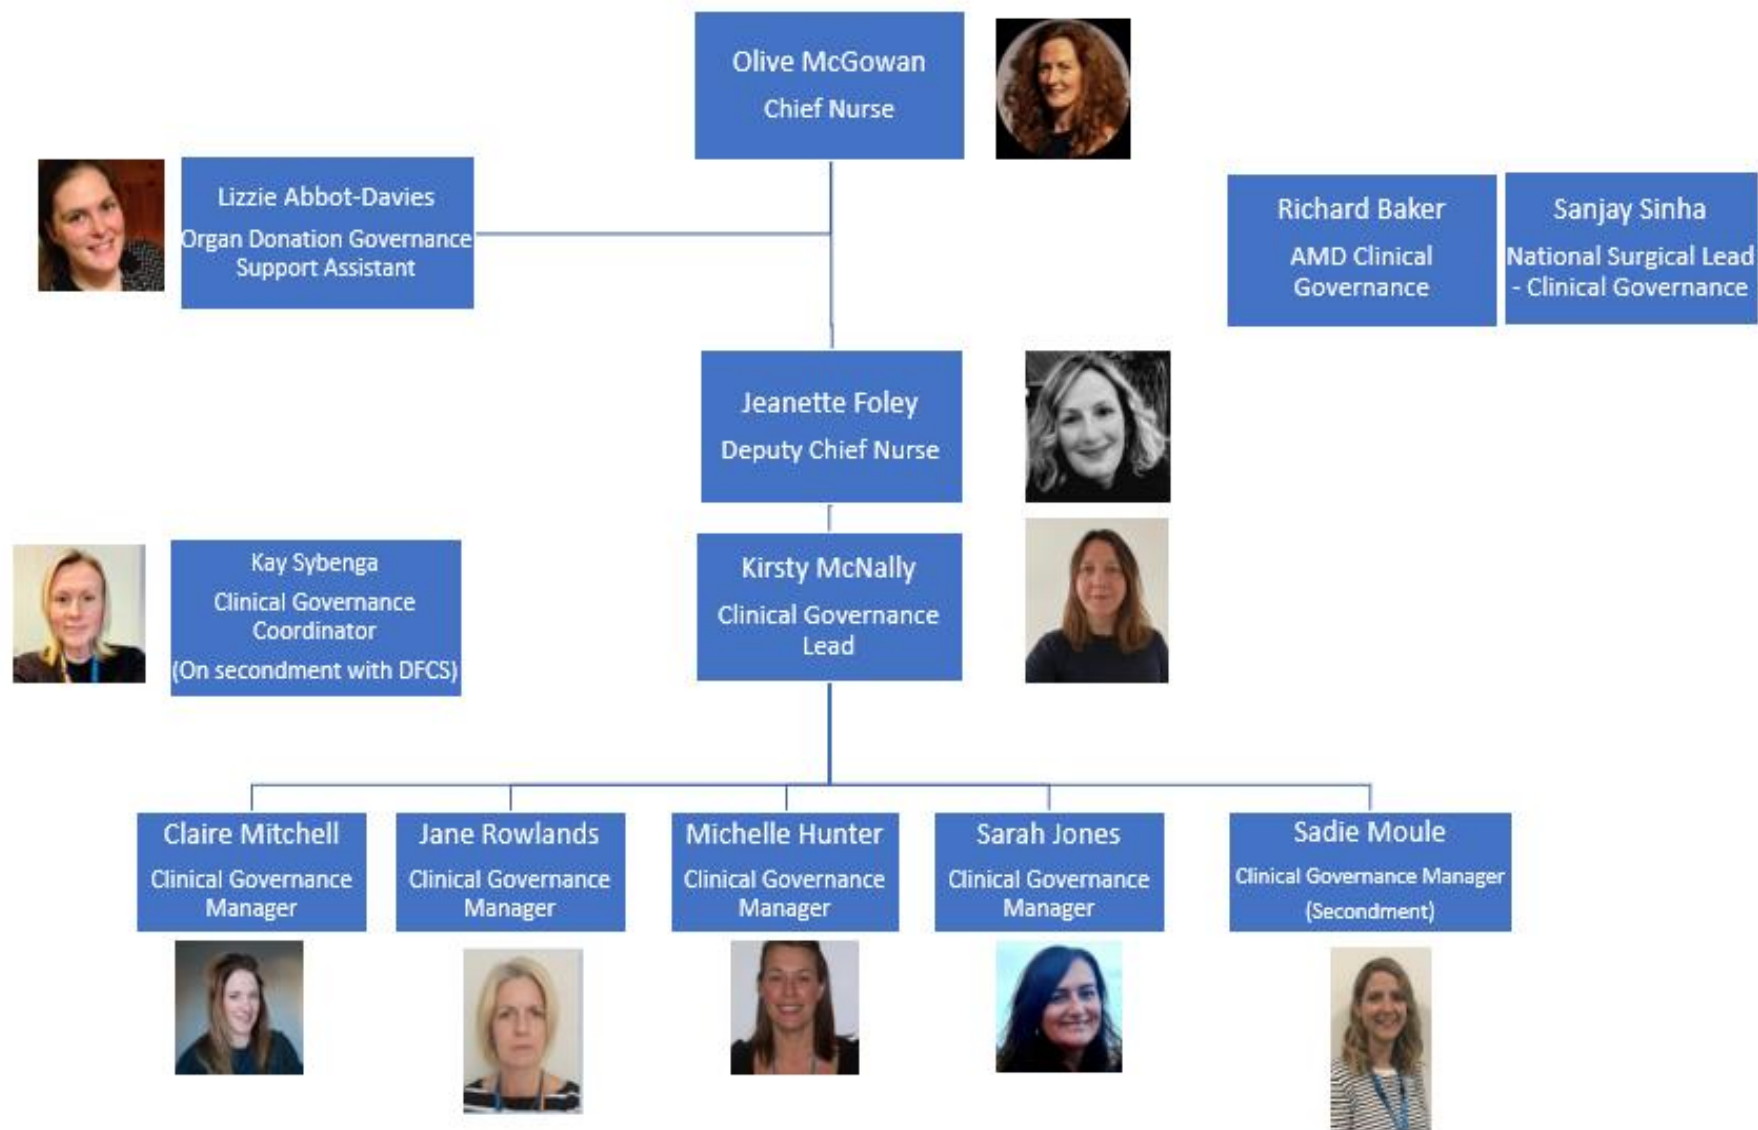 Olive McGowan
Chief Nurse
Lizzie Abbot-Davies
Organ Donation Governance
Support Assistant
Richard Baker
AMD Clinical
Governance
Sanjay Sinha
National Surgical Lead
- Clinical Governance
Jeanette Foley
Deputy Chief Nurse
Kay Sybenga
Clinical Governance
Coordinator
(On secondment with DFCS)
Kirsty McNally
Clinical Governance
Lead
Claire Mitchell
Clinical Governance
Manager
Jane Rowlands
Clinical Governance
Manager
Michelle Hunter
Clinical Governance
Manager
Sarah Jones
Clinical Governance
Manager
Sadie Moule
Clinical Governance Manager
(Secondment)